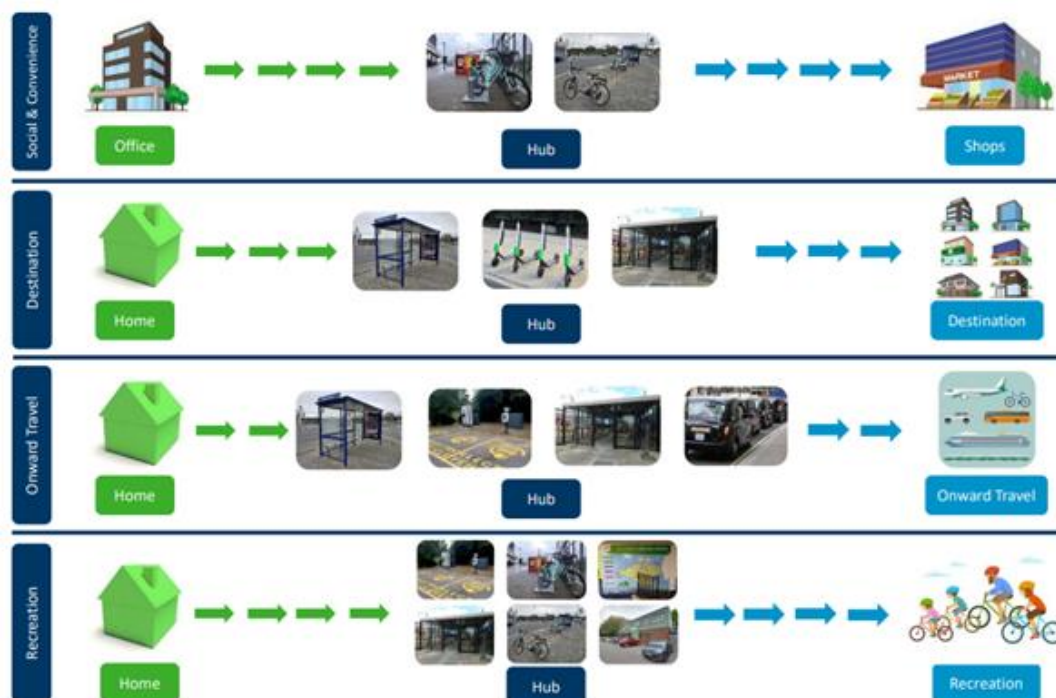 Social & Convenience
MARKET
Office
Hub
Shops
Destination
Home
Hub
Destination
Onward Travel
Home
Hub
Onward Travel
Recreation
Home
Hub
Recreation